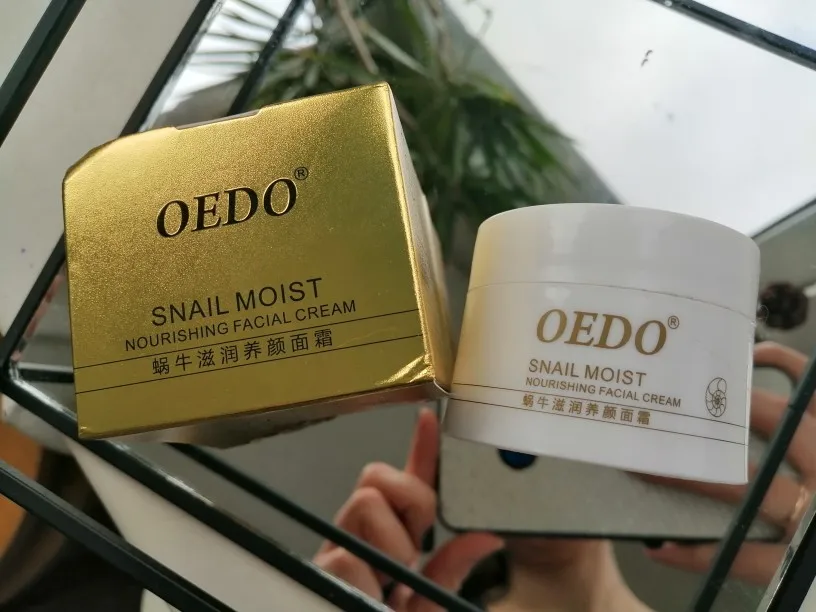 OEDO®
SNAIL MOIST
NOURISHING FACIAL CREAM
蜗牛滋润养颜面霜
OEDO®
SNAIL MOIST
NOURISHING FACIAL CREAM
蜗牛滋润养颜面霜